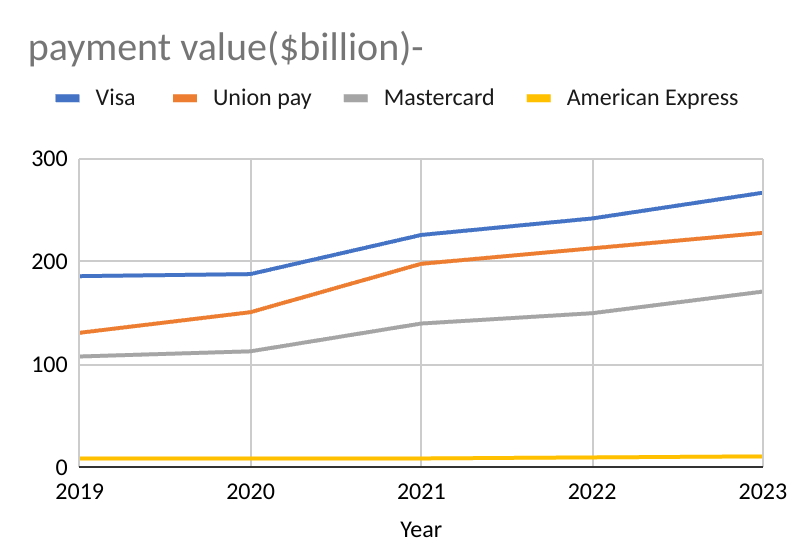 payment value($billion)-
Visa Union pay Mastercard American Express
300
200
100
0
2019 2020 2021 2022 2023
Year